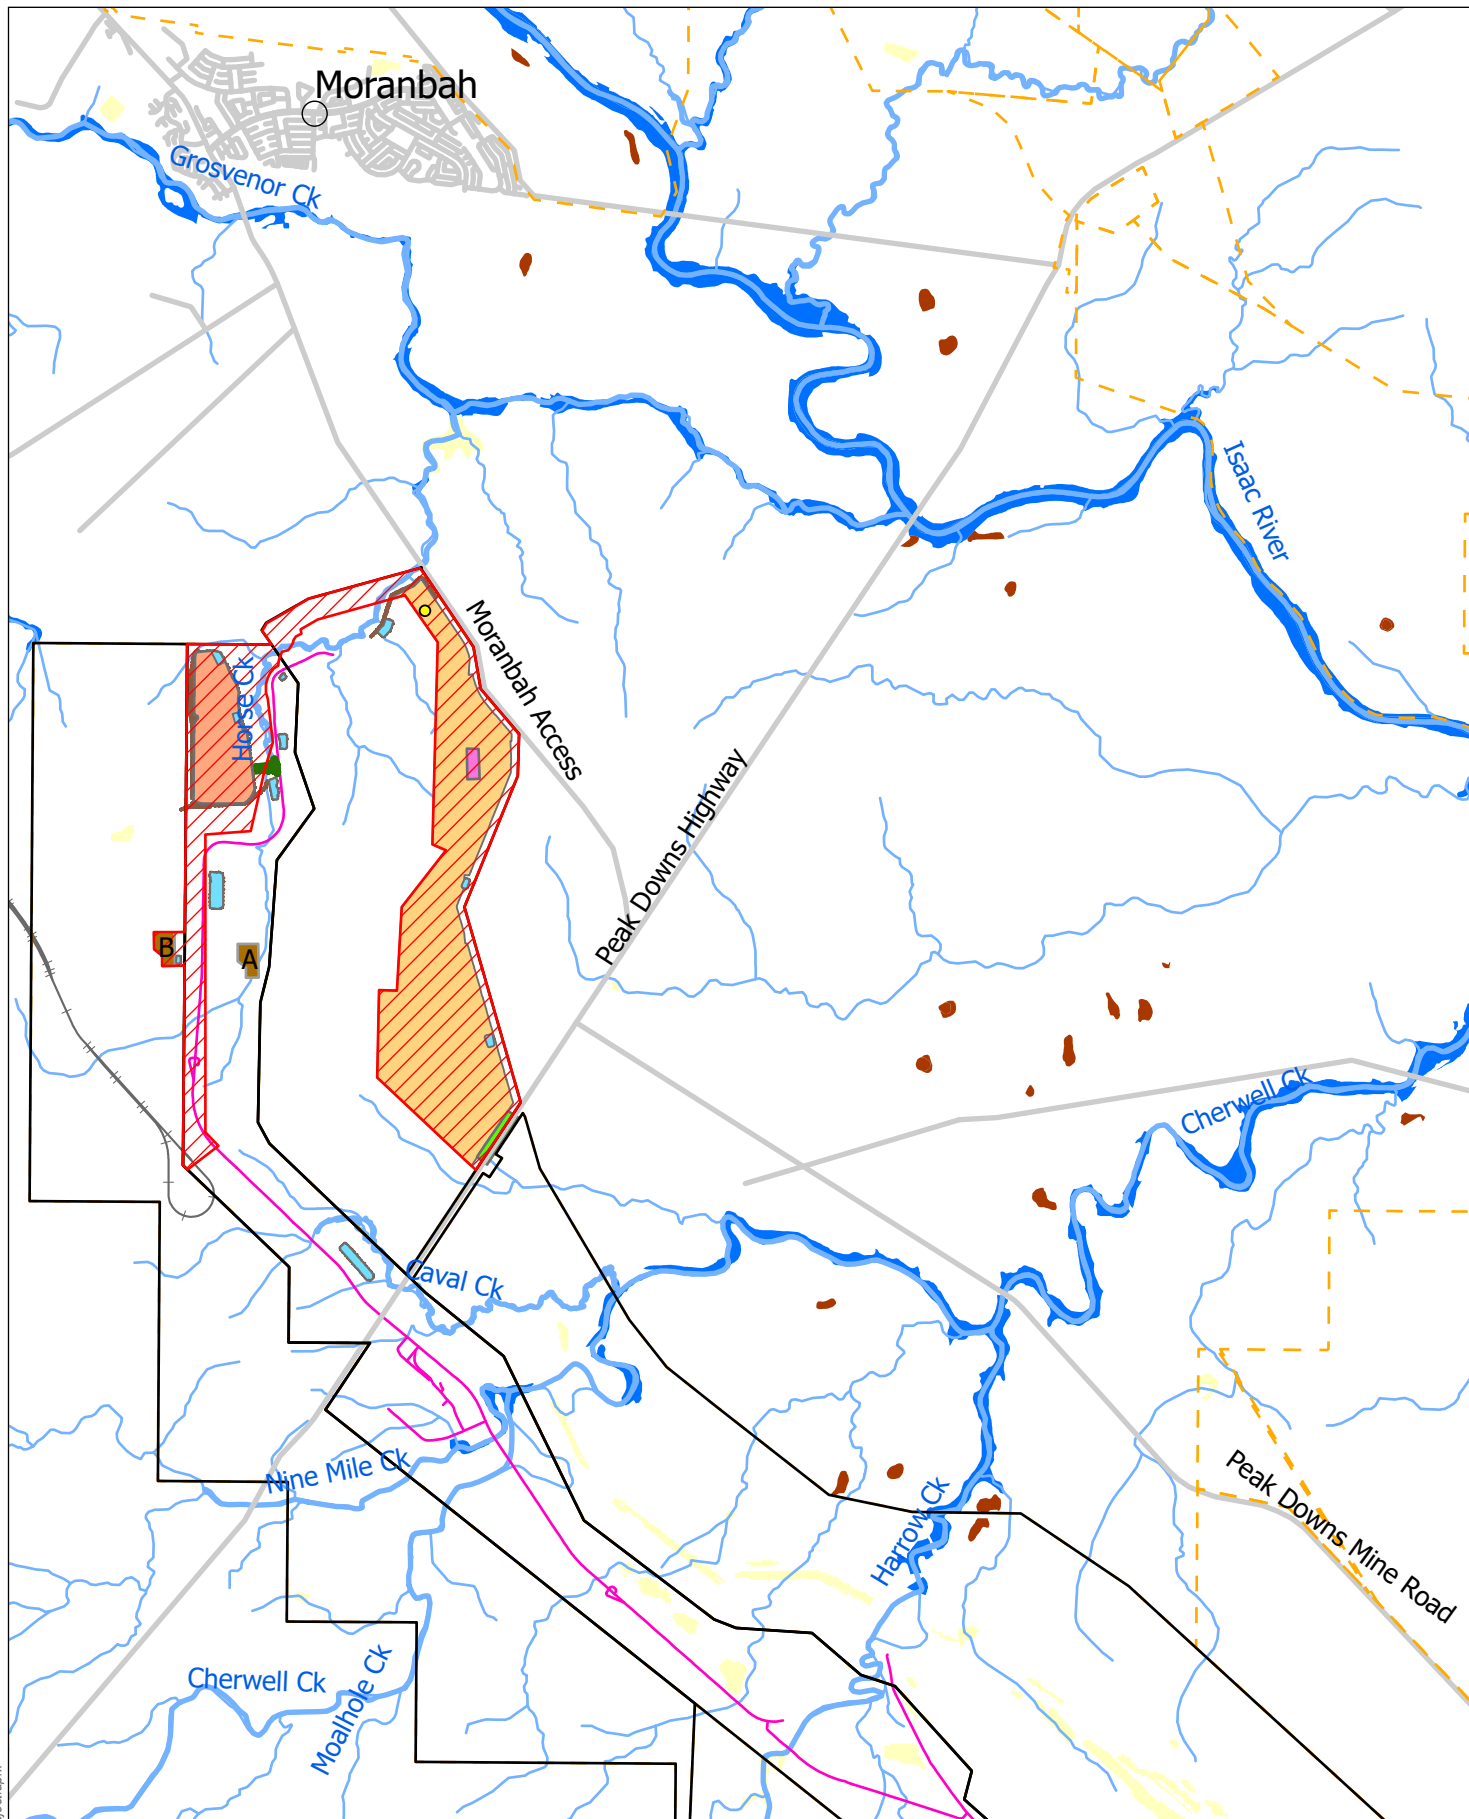 Moranbah
Grosvenor Ck
Isaac River
Moranbah Access
Horse Ck
Peak Downs Highway
B
A
Cherwell Ck
Caval Ck
Nine Mile Ck
Harrow Ck
Peak Downs Mine Road
Cherwell Ck
Moalhole Ck